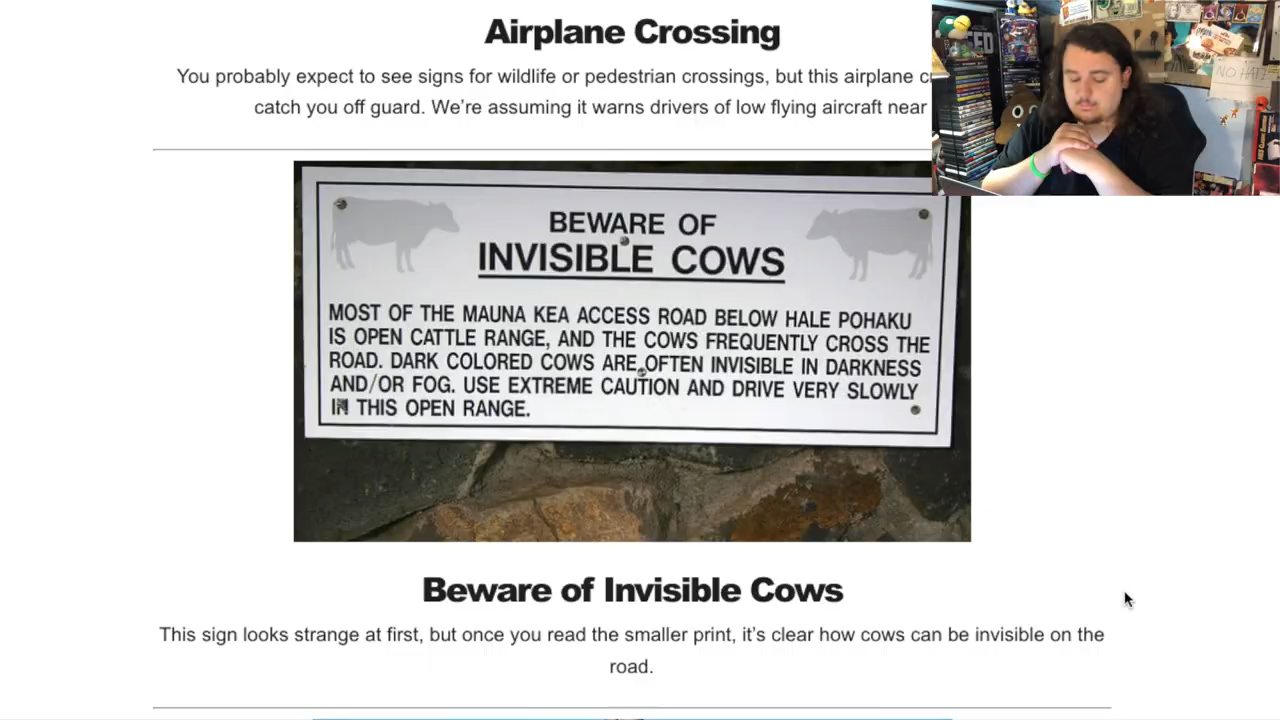 Airplane Crossing
You probably expect to see signs for wildlife or pedestrian crossings, but this airplane
catch you off guard. We’re assuming it warns drivers of low flying aircraft near
NO HATE
BEWARE OF
INVISIBLE COWS
MOST OF THE MAUNA KEA ACCESS ROAD BELOW HALE POHAKU
IS OPEN CATTLE RANGE, AND THE COWS FREQUENTLY CROSS THE
ROAD. DARK COLORED COWS ARE OFTEN INVISIBLE IN DARKNESS
AND/OR FOG. USE EXTREME CAUTION AND DRIVE VERY SLOWLY
IN THIS OPEN RANGE.
Beware of Invisible Cows
This sign looks strange at first, but once you read the smaller print, it’s clear how cows can be invisible on the
road.